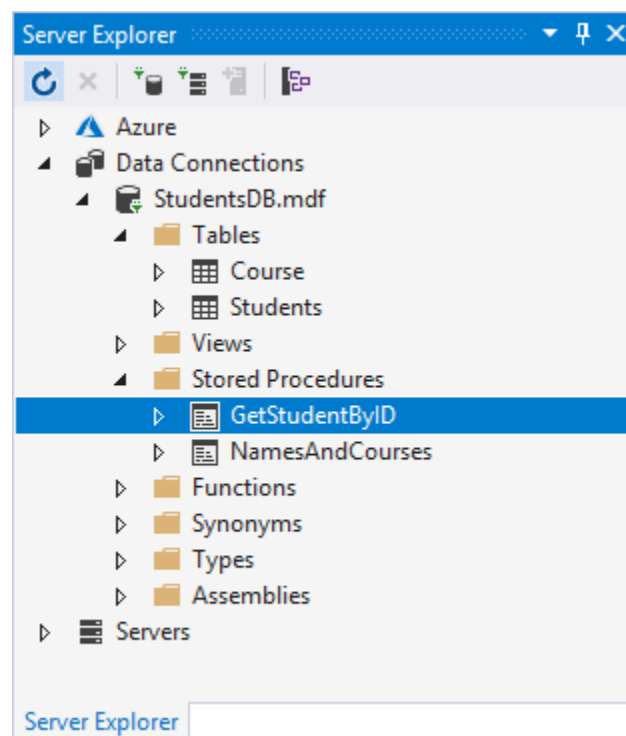 Server Explorer
Azure
Data Connections
StudentsDB.mdf
Tables
Course
Students
Views
Stored Procedures
GetStudentByID
NamesAndCourses
Functions
Synonyms
Types
Assemblies
Servers
Server Explorer